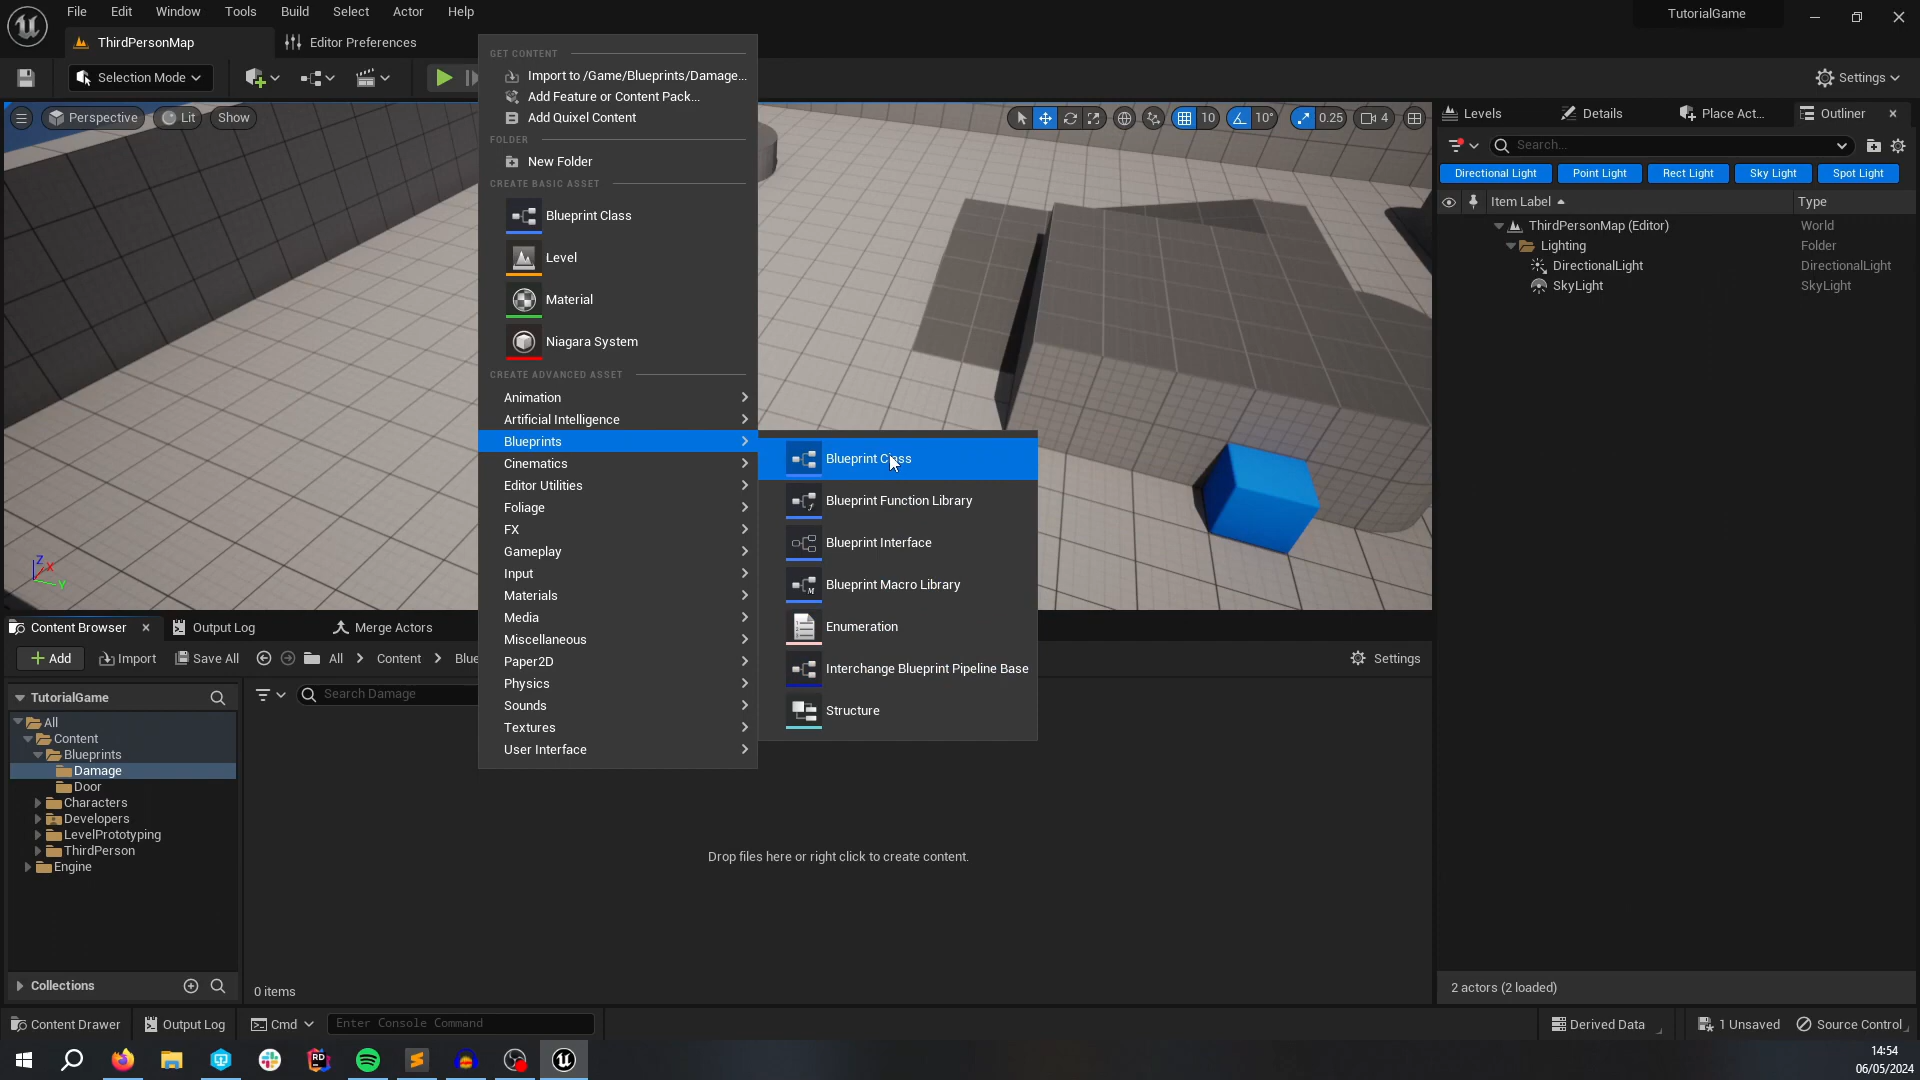 File Edit Window Tools Build Select Actor Help
TutorialGame
ThirdPersonMap
Editor Preferences
Selection Mode
Settings
Perspective
Lit
Show
10
10°
0.25
4
GET CONTENT
Import to /Game/Blueprints/Damage...
Add Feature or Content Pack...
Add Quixel Content
FOLDER
New Folder
CREATE BASIC ASSET
Blueprint Class
Level
Material
Niagara System
CREATE ADVANCED ASSET
Animation
Artificial Intelligence
Blueprints
Cinematics
Editor Utilities
Foliage
FX
Gameplay
Input
Materials
Media
Miscellaneous
Paper2D
Physics
Sounds
Textures
User Interface
Blueprint Class
Blueprint Function Library
Blueprint Interface
Blueprint Macro Library
Enumeration
Interchange Blueprint Pipeline Base
Structure
Levels
Details
Place Act...
Outliner
Search...
Directional Light
Point Light
Rect Light
Sky Light
Spot Light
Item Label
Type
ThirdPersonMap (Editor)
World
Lighting
Folder
DirectionalLight
DirectionalLight
SkyLight
SkyLight
2 actors (2 loaded)
Z
X
Y
Content Browser
Output Log
Merge Actors
Add
Import
Save All
All
Content
Blue
Settings
TutorialGame
Search Damage
All
Content
Blueprints
Damage
Door
Characters
Developers
LevelPrototyping
ThirdPerson
Engine
Drop files here or right click to create content.
Collections
0 items
Content Drawer
Output Log
Cmd
Enter Console Command
Derived Data
1 Unsaved
Source Control
RD
14:54
06/05/2024